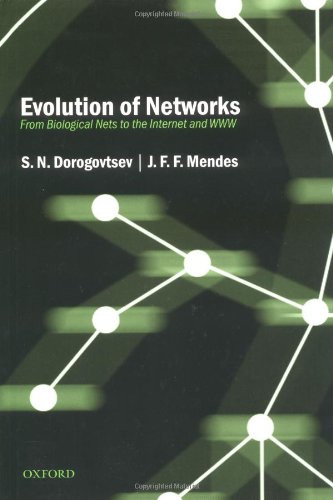 Evolution of Networks
From Biological Nets to the Internet and WWW
S. N. Dorogovtsev | J. F. F. Mendes
OXFORD